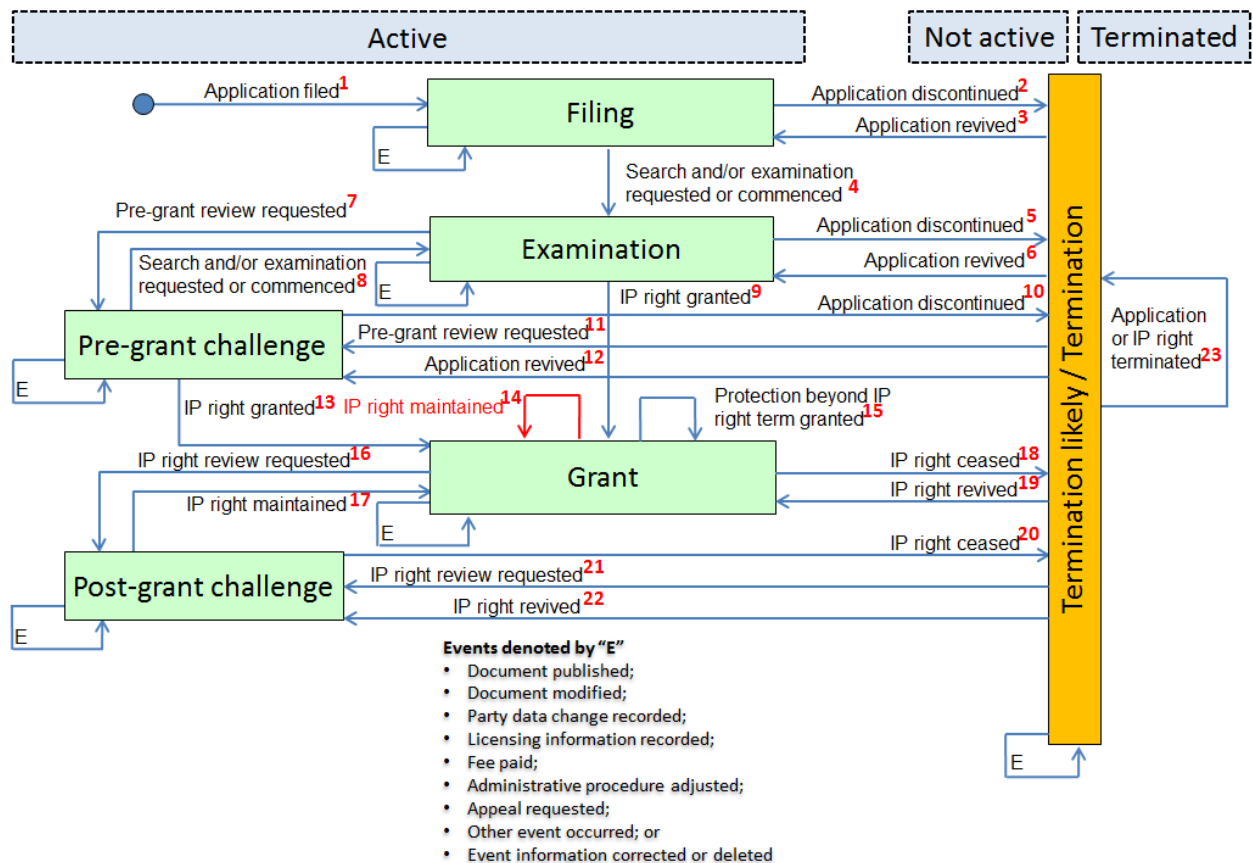 Active
Not active
Terminated
Application filed1
Filing
Application discontinued2
Application revived3
E
Search and/or examination
requested or commenced4
Pre-grant review requested7
Examination
Application discontinued5
Application revived6
Search and/or examination
requested or commenced8
E
IP right granted9
Application discontinued10
Pre-grant challenge
Pre-grant review requested11
Application revived12
E
Application
or IP right
terminated23
IP right granted13
IP right maintained14
Protection beyond IP
right term granted15
IP right review requested16
Grant
IP right ceased18
IP right revived19
IP right maintained17
E
IP right ceased20
Post-grant challenge
IP right review requested21
IP right revived22
E
Termination likely / Termination
E
Events denoted by “E”
• Document published;
• Document modified;
• Party data change recorded;
• Licensing information recorded;
• Fee paid;
• Administrative procedure adjusted;
• Appeal requested;
• Other event occurred; or
• Event information corrected or deleted